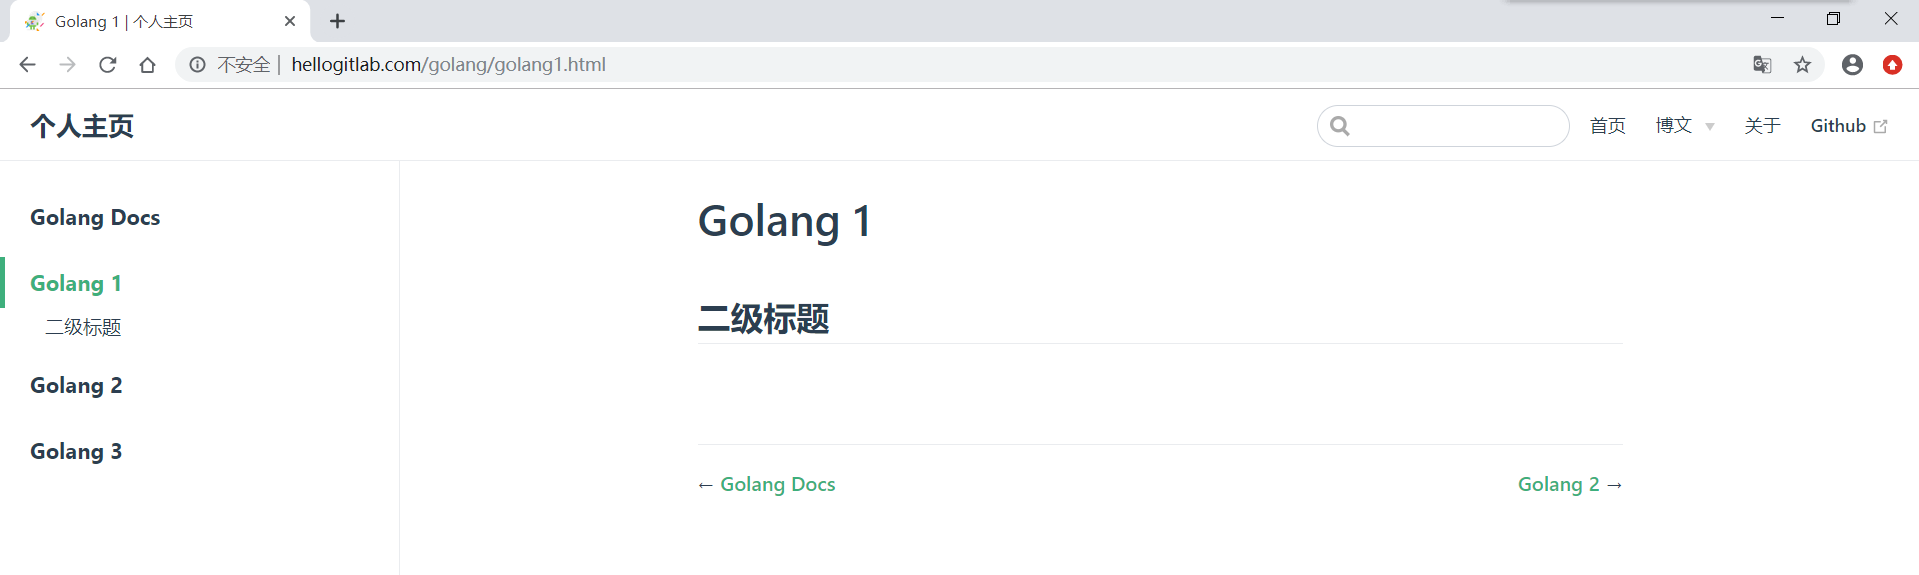 Golang 1 | 个人主页
不安全 | hellogitlab.com/golang/golang1.html
个人主页
首页 博文 关于 Github
Golang Docs
Golang 1
二级标题
Golang 2
Golang 3
Golang 1
二级标题
← Golang Docs
Golang 2 →